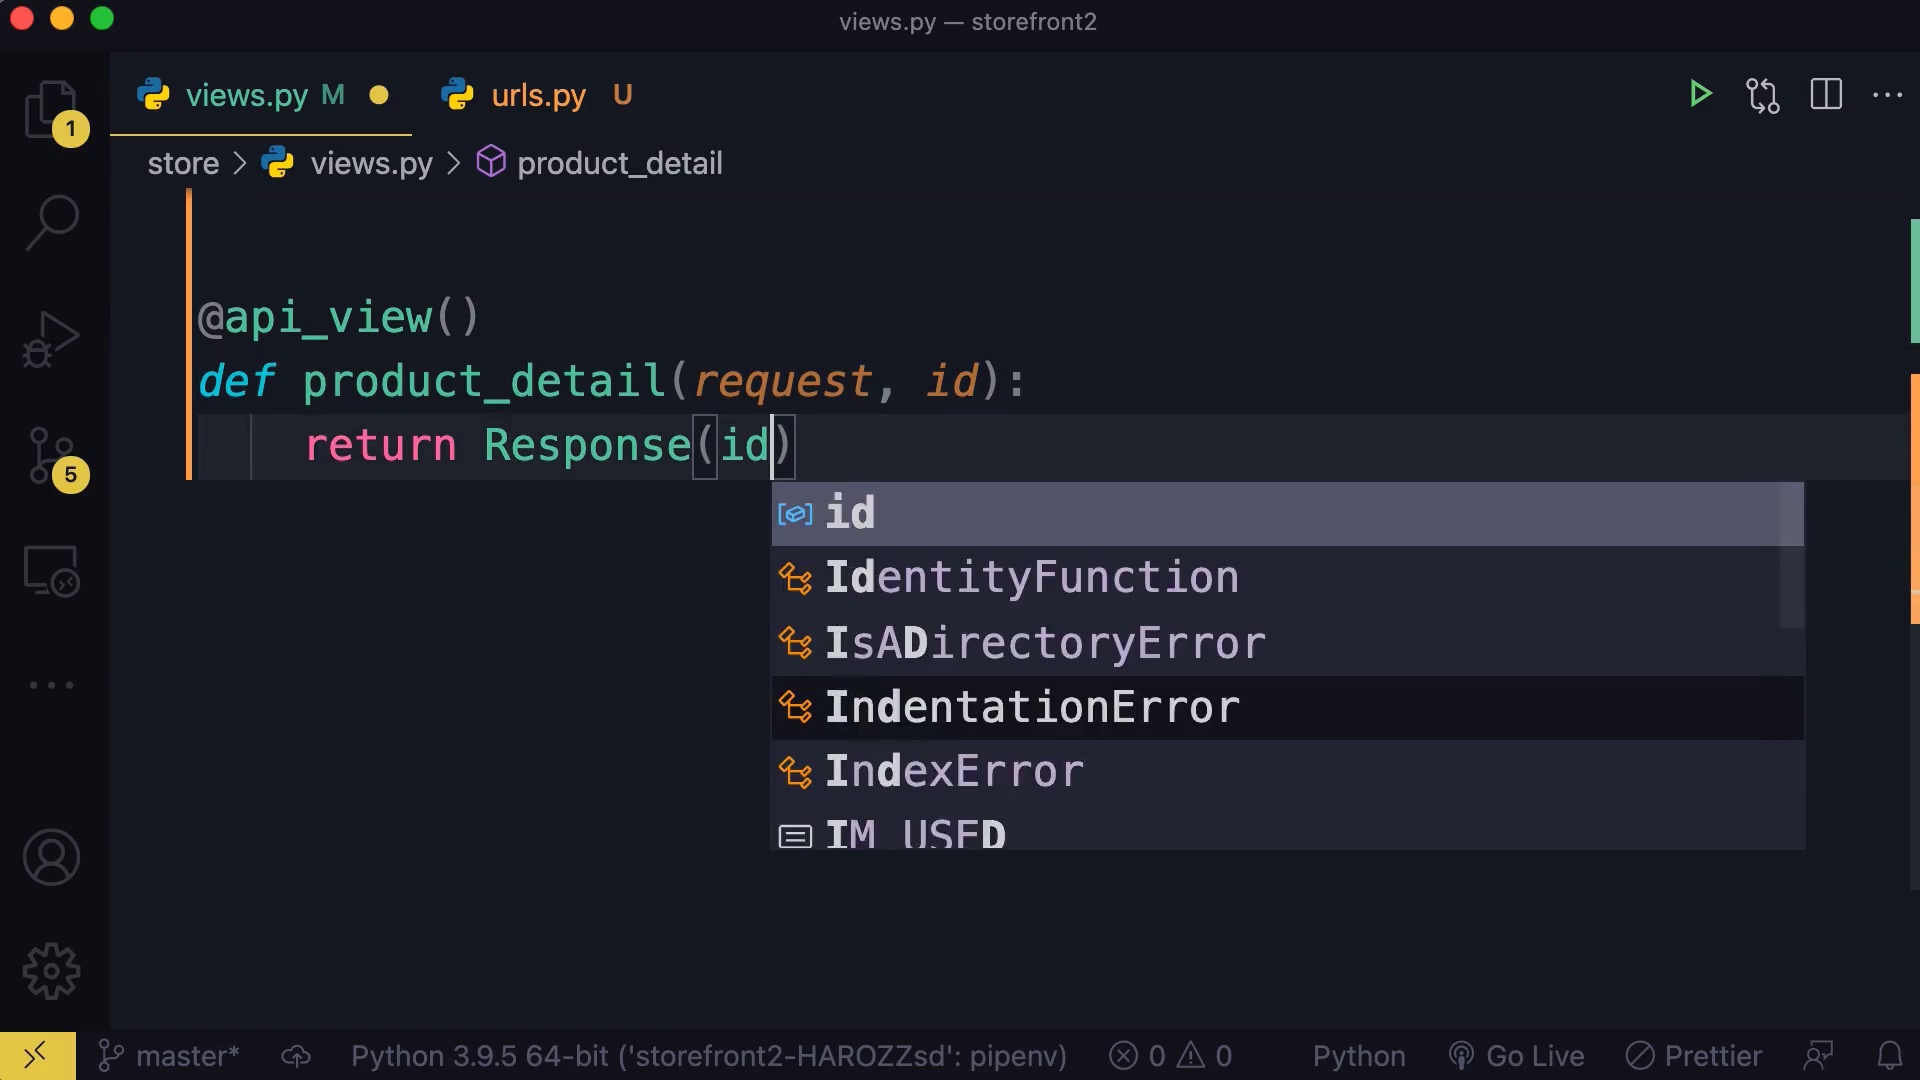 views.py — storefront2
views.py M urls.py U
1
store > views.py > product_detail
@api_view()
def product_detail(request, id):
return Response(id)
id
IdentityFunction
IsADirectoryError
IndentationError
IndexError
IM_USED
5
master* Python 3.9.5 64-bit ('storefront2-HAROZZsd': pipenv) 0 0 Python Go Live Prettier